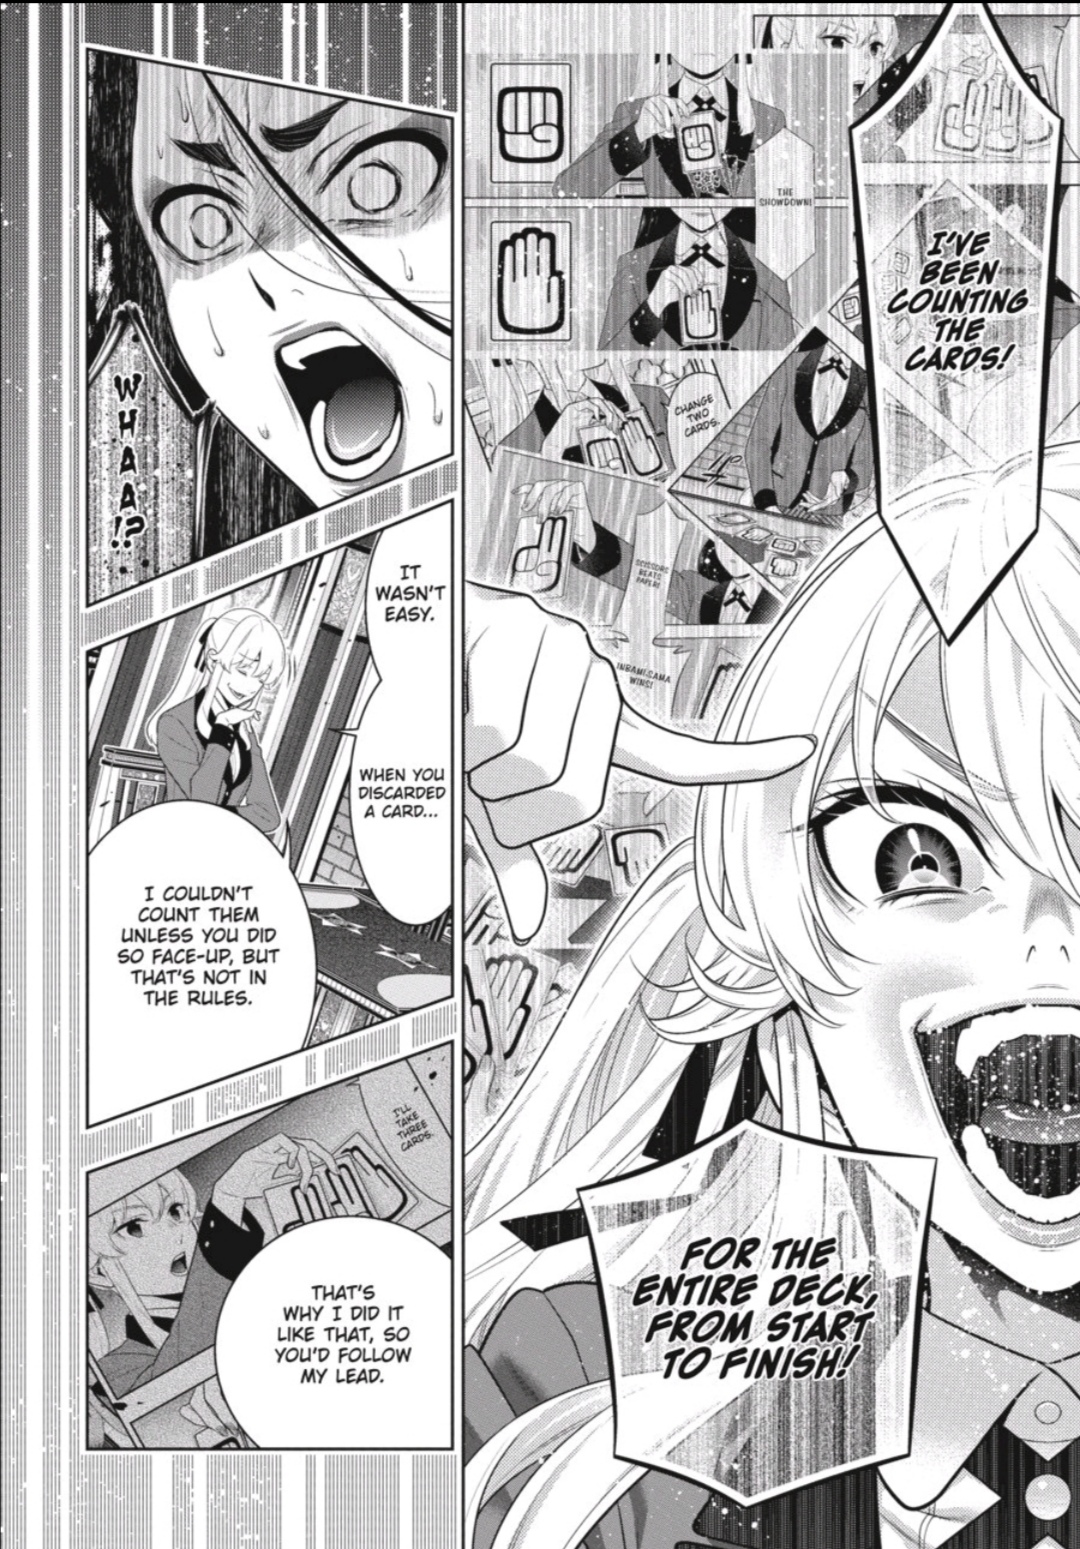 I'VE
BEEN
COUNTING
THE
CARDS!
THE
SHOWDOWN!
CHANGE
TWO
CARDS.
SCISSORS
BEATS
PAPER!
INBAMI-SAMA
WINS!
FOR THE
ENTIRE DECK,
FROM START
TO FINISH!
WHAA!?
IT
WASN'T
EASY.
WHEN YOU
DISCARDED
A CARD...
I COULDN'T
COUNT THEM
UNLESS YOU DID
SO FACE-UP, BUT
THAT'S NOT IN
THE RULES.
I'LL
TAKE
THREE
CARDS.
THAT'S
WHY I DID IT
LIKE THAT, SO
YOU'D FOLLOW
MY LEAD.